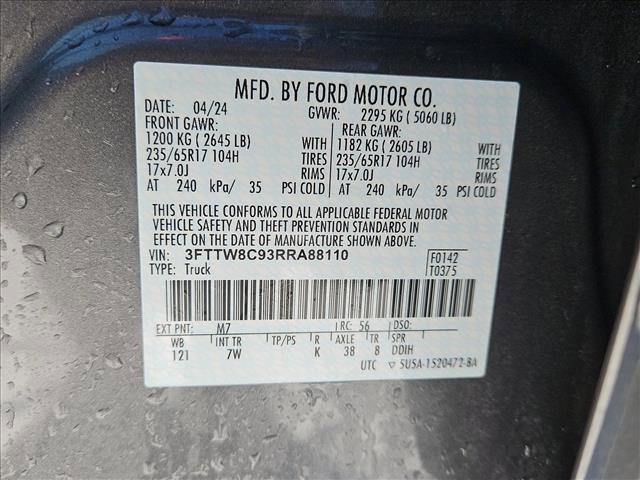 MFD. BY FORD MOTOR CO.
DATE: 04/24 GVWR: 2295 KG ( 5060 LB)
FRONT GAWR: REAR GAWR:
1200 KG ( 2645 LB) WITH 1182 KG ( 2605 LB) WITH
235/65R17 104H TIRES 235/65R17 104H TIRES
17x7.0J RIMS 17x7.0J RIMS
AT 240 kPa/ 35 PSI COLD AT 240 kPa/ 35 PSI COLD
THIS VEHICLE CONFORMS TO ALL APPLICABLE FEDERAL MOTOR
VEHICLE SAFETY AND THEFT PREVENTION STANDARDS IN
EFFECT ON THE DATE OF MANUFACTURE SHOWN ABOVE.
VIN: 3FTTW8C93RRA88110 F0142
TYPE: Truck T0375
EXT PNT: M7 RC: 56 DSO:
WB INT TR TP/PS R AXLE TR SPR
121 7W K 38 8 DDIH
UTC ▽ 5U5A-1520472-BA